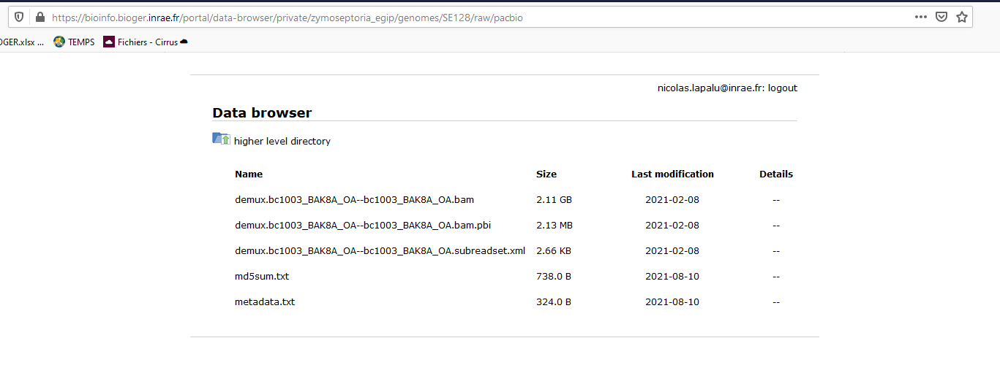 https://bioinfo.bioger.inrae.fr/portal/data-browser/private/zymoseptoria_egip/genomes/SE128/raw/pacbio
OGER.xlsx ... TEMPS Fichiers - Cirrus
nicolas.lapalu@inrae.fr: logout
Data browser
higher level directory
Name Size Last modification Details
demux.bc1003_BAK8A_OA--bc1003_BAK8A_OA.bam 2.11 GB 2021-02-08 --
demux.bc1003_BAK8A_OA--bc1003_BAK8A_OA.bam.pbi 2.13 MB 2021-02-08 --
demux.bc1003_BAK8A_OA--bc1003_BAK8A_OA.subreadset.xml 2.66 KB 2021-02-08 --
md5sum.txt 738.0 B 2021-08-10 --
metadata.txt 324.0 B 2021-08-10 --